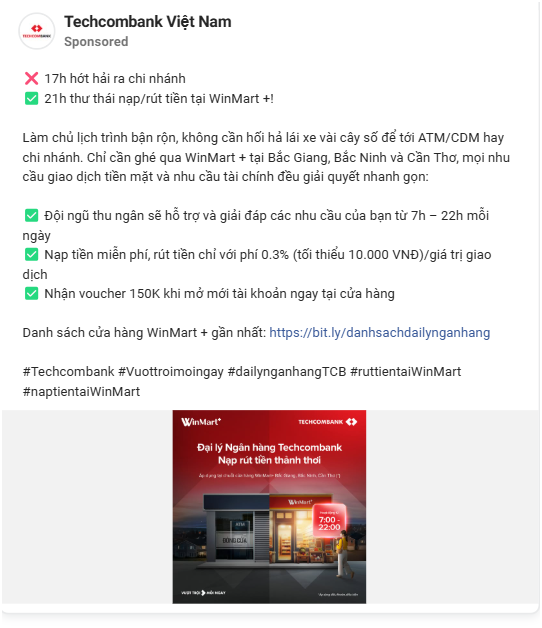 Techcombank Việt Nam
TECHCOMBANK
Sponsored
❌ 17h hớt hải ra chi nhánh
✅ 21h thư thái nạp/rút tiền tại WinMart +!
Làm chủ lịch trình bận rộn, không cần hối hả lái xe vài cây số để tới ATM/CDM hay
chi nhánh. Chỉ cần ghé qua WinMart + tại Bắc Giang, Bắc Ninh và Cần Thơ, mọi nhu
cầu giao dịch tiền mặt và nhu cầu tài chính đều giải quyết nhanh gọn:
✅ Đội ngũ thu ngân sẽ hỗ trợ và giải đáp các nhu cầu của bạn từ 7h – 22h mỗi
ngày
✅ Nạp tiền miễn phí, rút tiền chỉ với phí 0.3% (tối thiểu 10.000 VNĐ)/giá trị giao
dịch
✅ Nhận voucher 150K khi mở mới tài khoản ngay tại cửa hàng
Danh sách cửa hàng WinMart + gần nhất: https://bit.ly/danhsachdailynganhang
#Techcombank #Vuottroimoingay #dailynganhangTCB #ruttientaiWinMart
#naptientaiWinMart
WinMart+ TECHCOMBANK
Đại lý Ngân hàng Techcombank
Nạp rút tiền thảnh thơi
Áp dụng tại chuỗi cửa hàng WinMart+ Bắc Giang, Bắc Ninh, Cần Thơ (*)
ATM
WinMart+
7:00 -
22:00
ĐÓNG CỬA
VƯỢT TRỘI MỖI NGAY